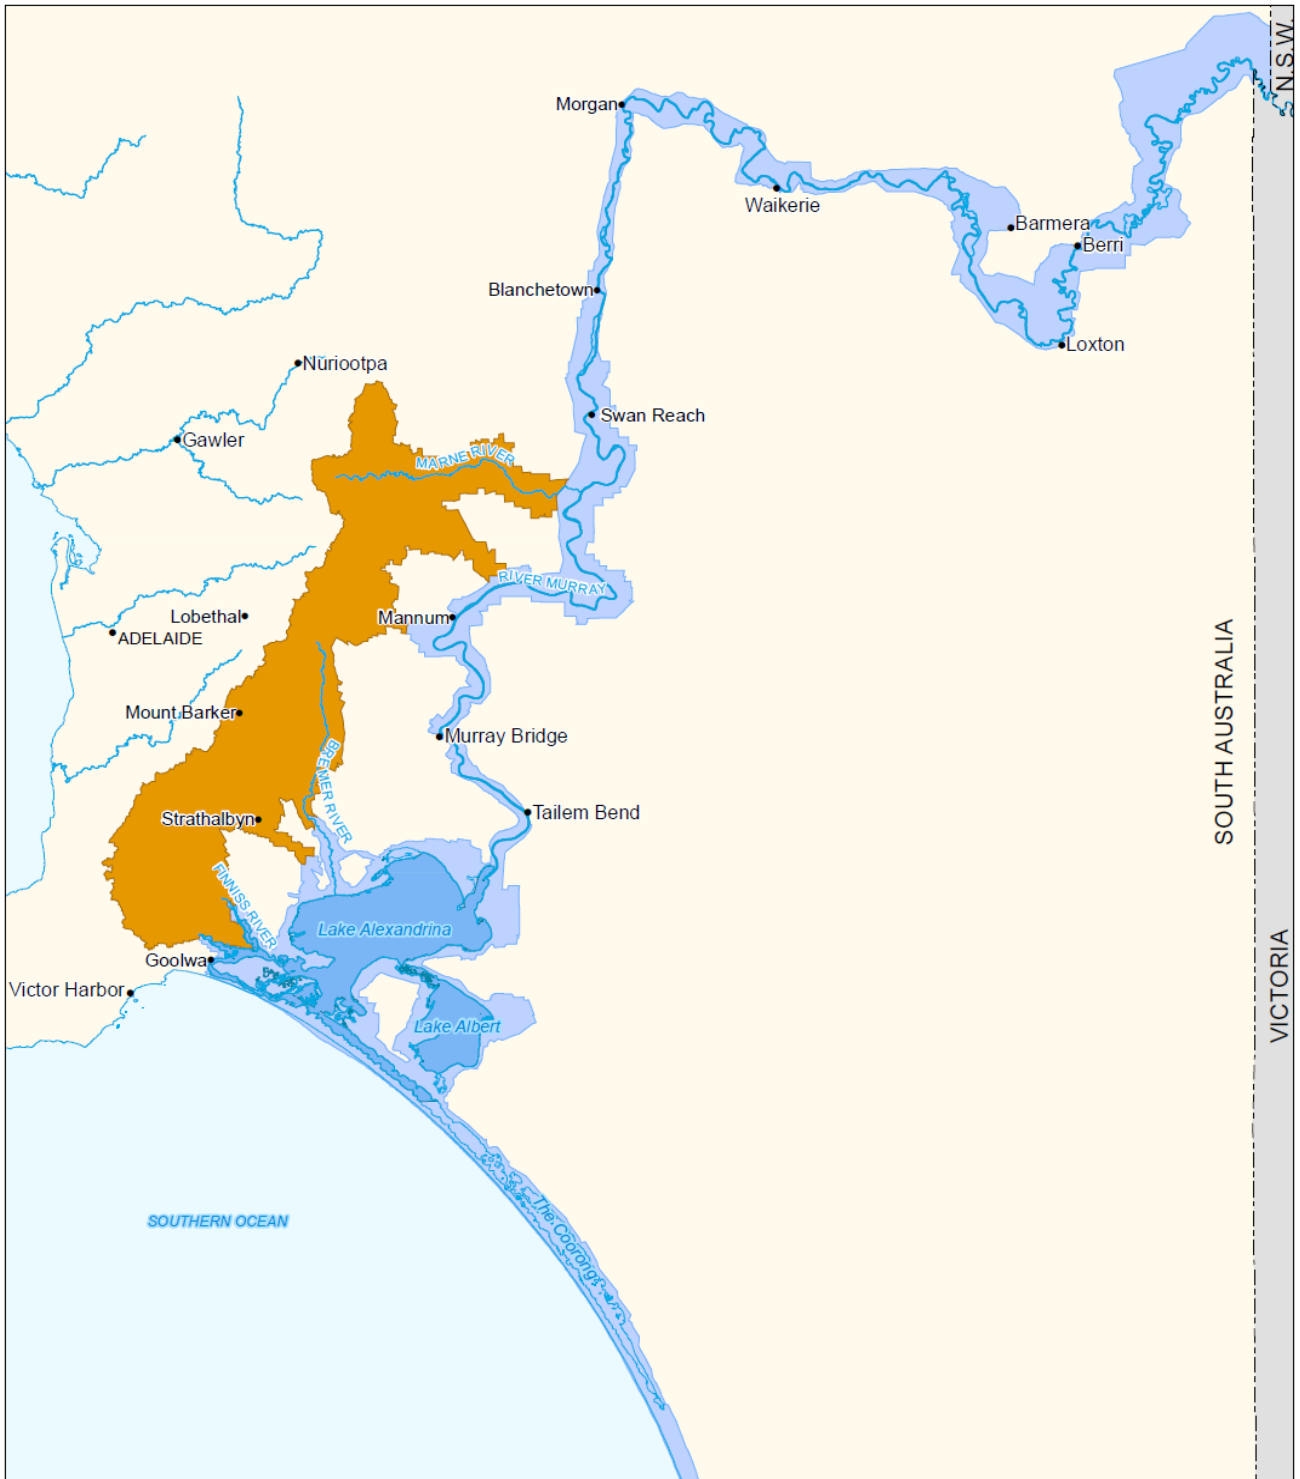 N.S.W.
Morgan
Waikerie
Barmera
Berri
Blanchetown
Loxton
Nuriootpa
Swan Reach
Gawler
MARNE RIVER
RIVER MURRAY
Lobethal
Mannum
ADELAIDE
SOUTH AUSTRALIA
Mount Barker
Murray Bridge
BREMER RIVER
Strathalbyn
Tailem Bend
FINNISS RIVER
Lake Alexandrina
VICTORIA
Goolwa
Victor Harbor
Lake Albert
SOUTHERN OCEAN
The Coorong